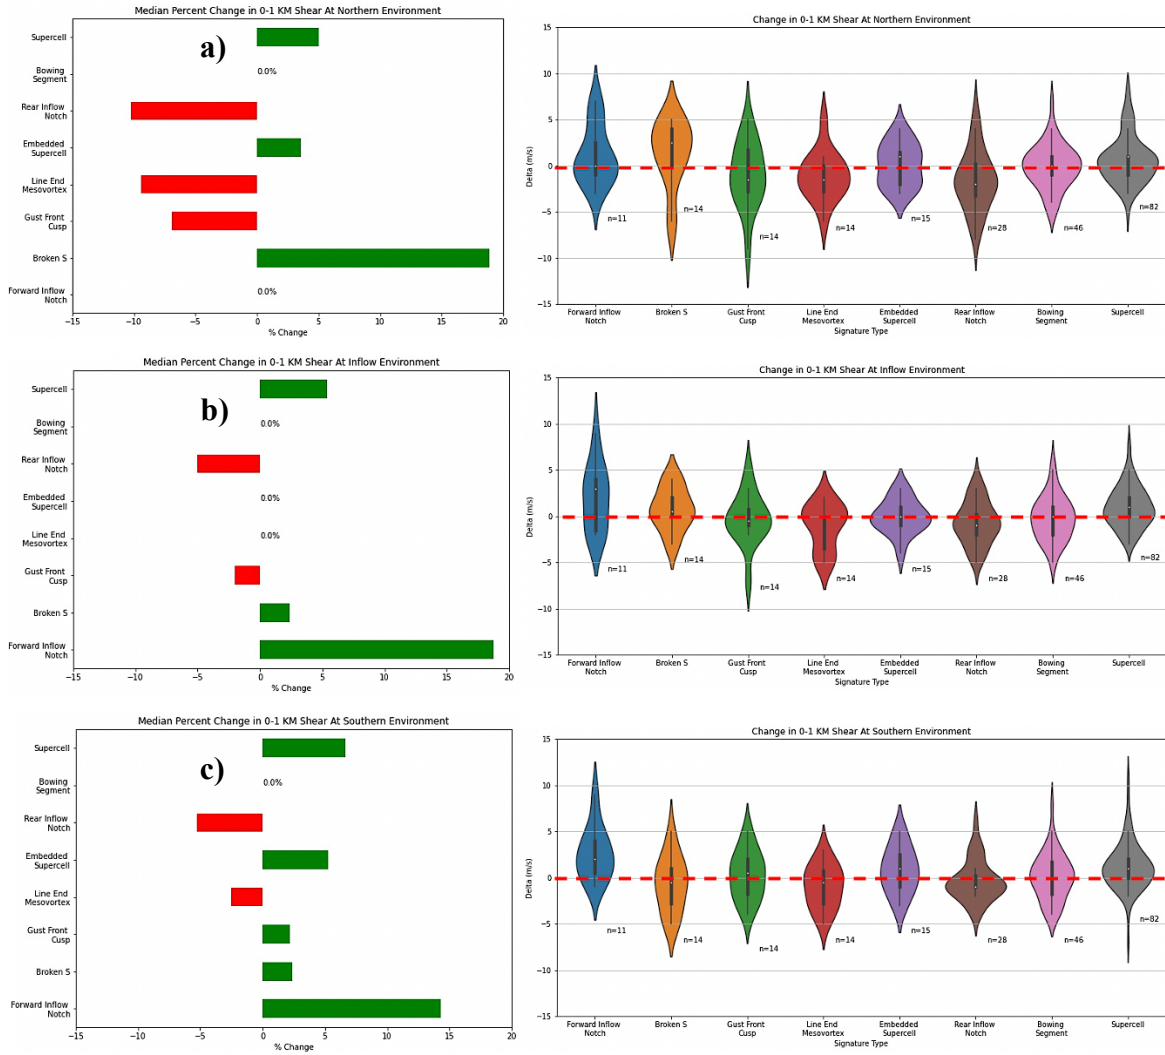 Median Percent Change in 0-1 KM Shear At Northern Environment
a)
Supercell
Bowing
Segment
0.0%
Rear Inflow
Notch
Embedded
Supercell
Line End
Mesovortex
Gust Front
Cusp
Broken S
Forward Inflow
Notch
0.0%
−15 −10 −5 0 5 10 15 20
% Change
Change in 0-1 KM Shear At Northern Environment
15
10
5
0
−5
−10
−15
Delta (m/s)
n=11
n=14
n=14
n=14
n=15
n=28
n=46
n=82
Forward Inflow
Notch
Broken S
Gust Front
Cusp
Line End
Mesovortex
Embedded
Supercell
Rear Inflow
Notch
Bowing
Segment
Supercell
Signature Type
Median Percent Change in 0-1 KM Shear At Inflow Environment
b)
Supercell
Bowing
Segment
0.0%
Rear Inflow
Notch
Embedded
Supercell
0.0%
Line End
Mesovortex
0.0%
Gust Front
Cusp
Broken S
Forward Inflow
Notch
−15 −10 −5 0 5 10 15 20
% Change
Change in 0-1 KM Shear At Inflow Environment
15
10
5
0
−5
−10
−15
Delta (m/s)
n=11
n=14
n=14
n=14
n=15
n=28
n=46
n=82
Forward Inflow
Notch
Broken S
Gust Front
Cusp
Line End
Mesovortex
Embedded
Supercell
Rear Inflow
Notch
Bowing
Segment
Supercell
Signature Type
Median Percent Change in 0-1 KM Shear At Southern Environment
c)
Supercell
Bowing
Segment
0.0%
Rear Inflow
Notch
Embedded
Supercell
Line End
Mesovortex
Gust Front
Cusp
Broken S
Forward Inflow
Notch
−15 −10 −5 0 5 10 15 20
% Change
Change in 0-1 KM Shear At Southern Environment
15
10
5
0
−5
−10
−15
Delta (m/s)
n=11
n=14
n=14
n=14
n=15
n=28
n=46
n=82
Forward Inflow
Notch
Broken S
Gust Front
Cusp
Line End
Mesovortex
Embedded
Supercell
Rear Inflow
Notch
Bowing
Segment
Supercell
Signature Type